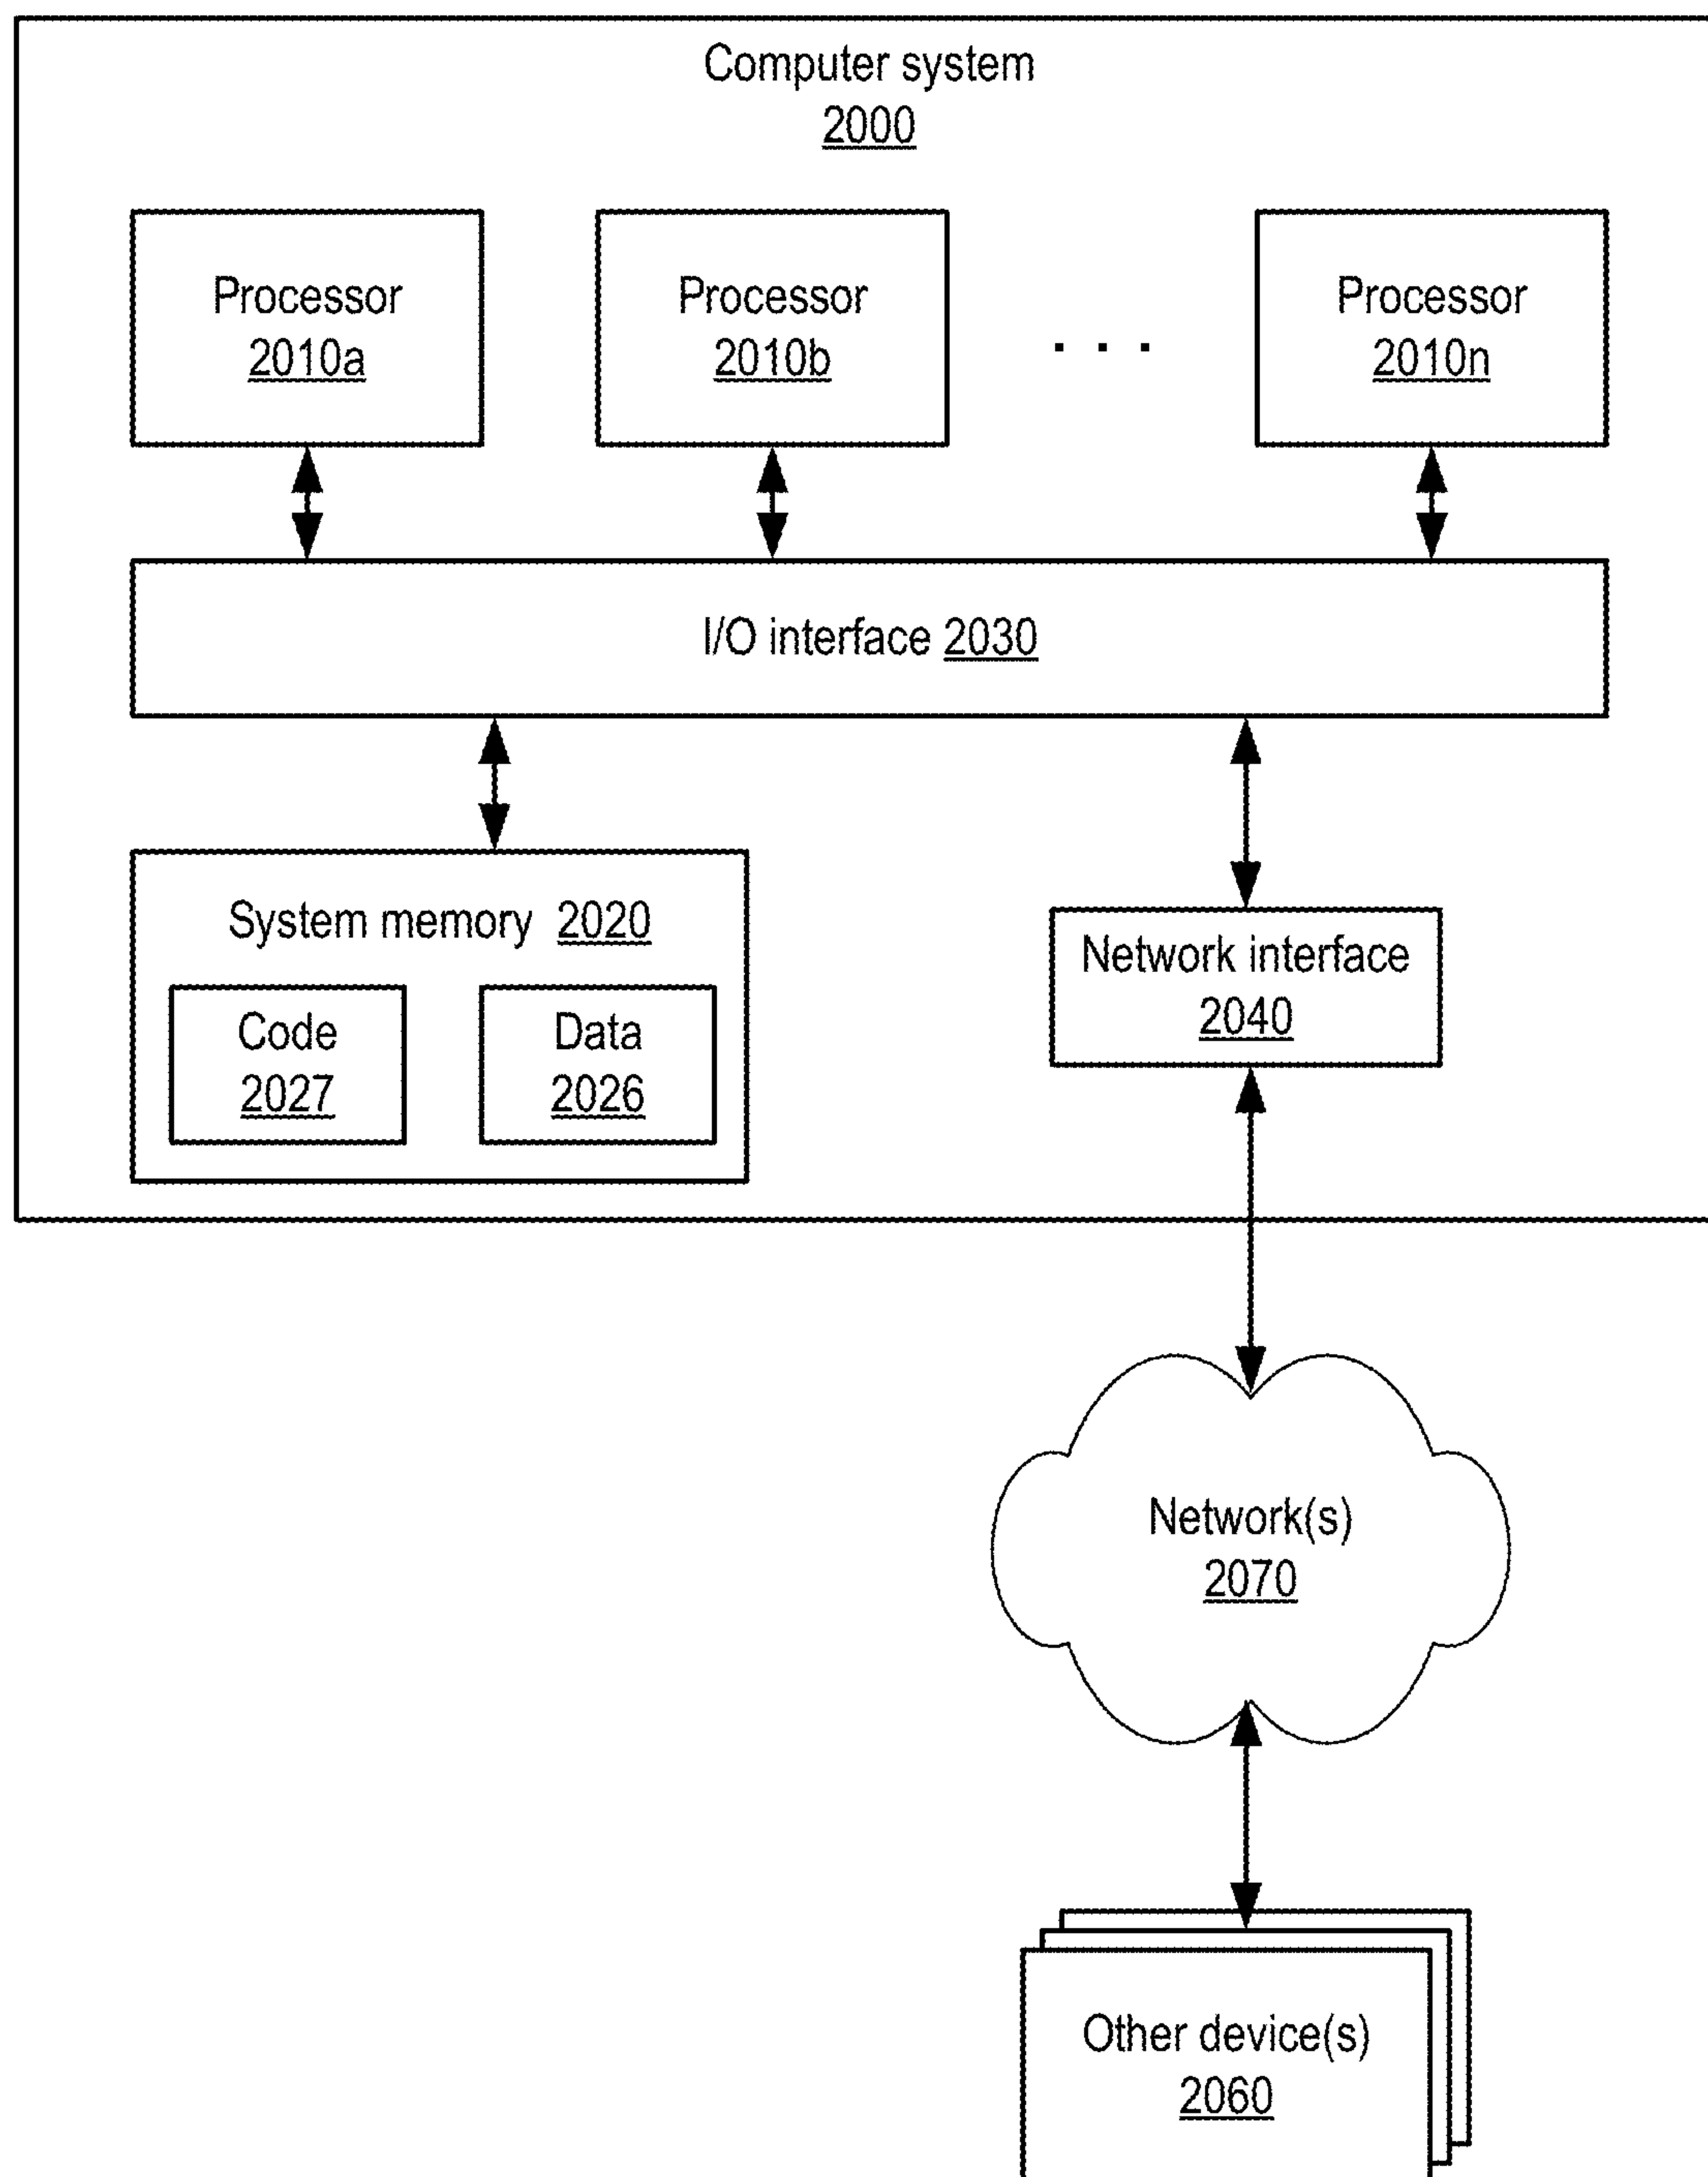 Computer system
2000
Processor
2010a
Processor
2010b
. . .
Processor
2010n
I/O interface 2030
System memory 2020
Code
2027
Data
2026
Network interface
2040
Network(s)
2070
Other device(s)
2060